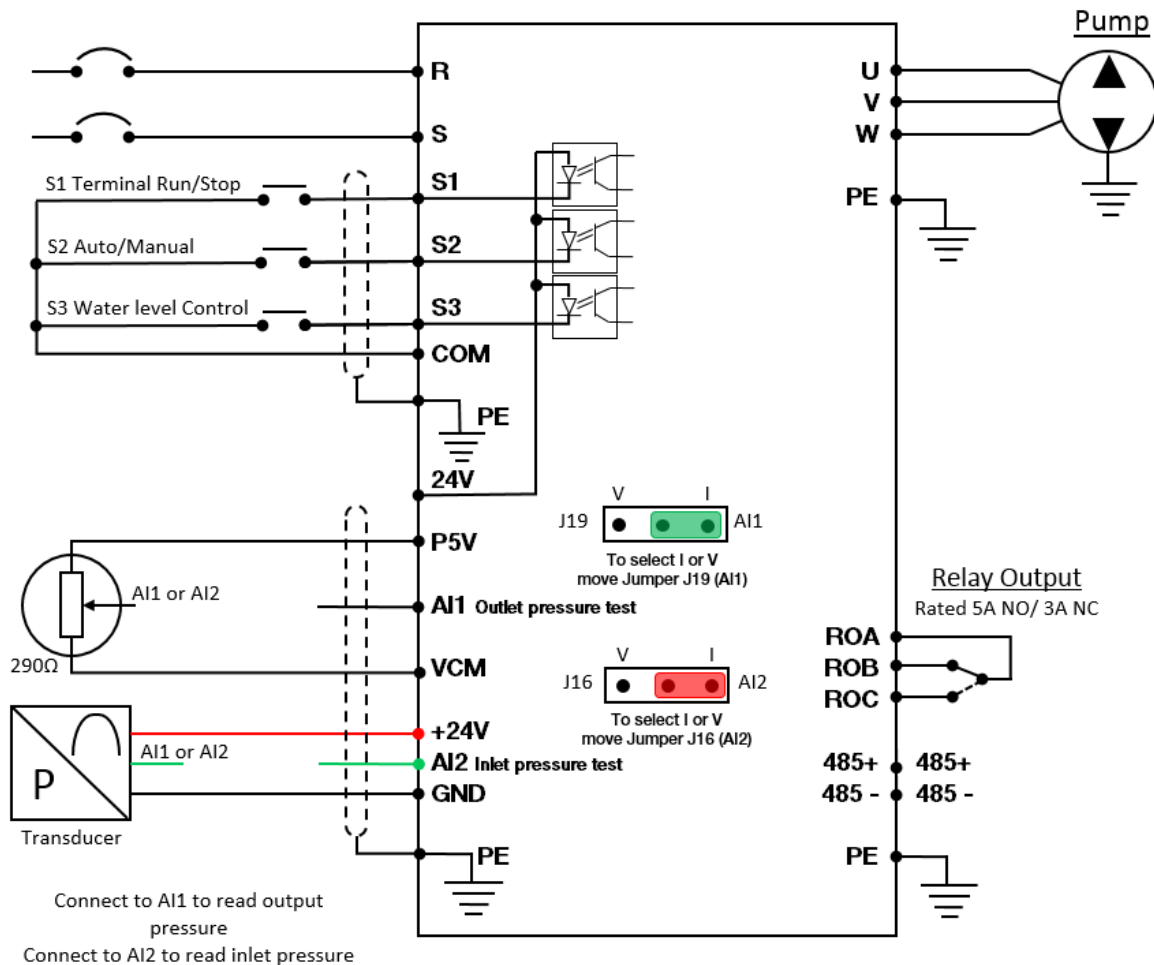 Pump
R
U
V
S
W
S1 Terminal Run/Stop
S1
PE
S2 Auto/Manual
S2
S3 Water level Control
S3
COM
PE
24V
V I
J19 AI1
To select I or V
move Jumper J19 (AI1)
P5V
AI1 or AI2
AI1 Outlet pressure test
290Ω
VCM
Relay Output
Rated 5A NO/ 3A NC
ROA
ROB
ROC
V I
J16 AI2
To select I or V
move Jumper J16 (AI2)
+24V
AI1 or AI2
AI2 Inlet pressure test
P
GND
Transducer
485+ 485+
485 - 485 -
PE
PE
Connect to AI1 to read output
pressure
Connect to AI2 to read inlet pressure